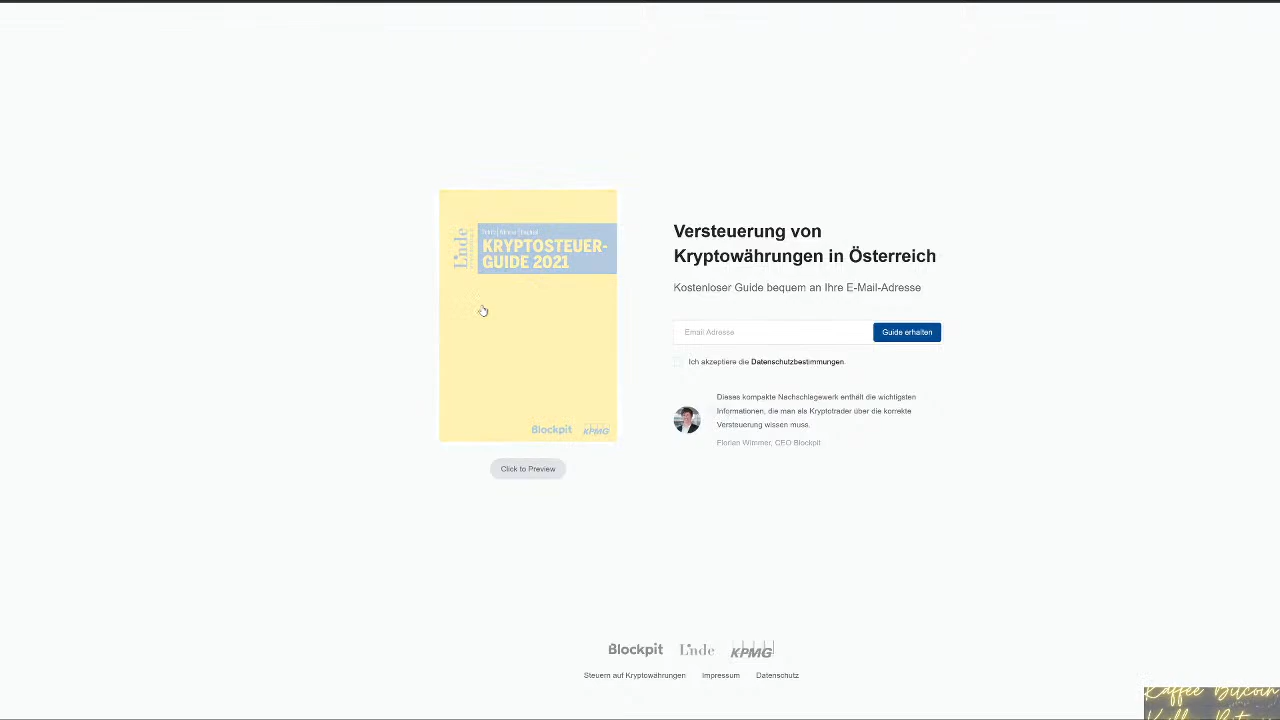 Linde
KRYPTOSTEUER-
GUIDE 2021
Blockpit KPMG
Click to Preview
Versteuerung von
Kryptowährungen in Österreich
Kostenloser Guide bequem an Ihre E-Mail-Adresse
Email Adresse
Guide erhalten
Ich akzeptiere die Datenschutzbestimmungen.
Dieses kompakte Nachschlagewerk enthält die wichtigsten
Informationen, die man als Kryptotrader über die korrekte
Versteuerung wissen muss.
Florian Wimmer, CEO Blockpit
Blockpit Linde KPMG
Steuern auf Kryptowährungen Impressum Datenschutz
Kaffee Bitcoin